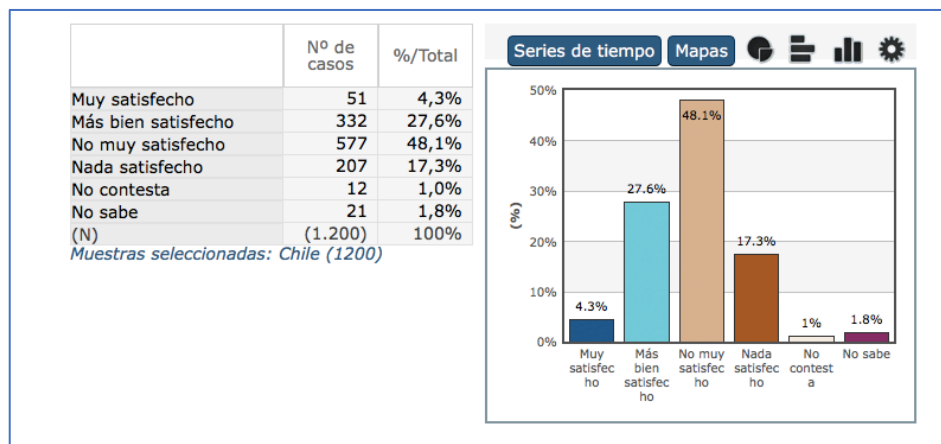 Nº de casos %/Total
Muy satisfecho 51 4,3%
Más bien satisfecho 332 27,6%
No muy satisfecho 577 48,1%
Nada satisfecho 207 17,3%
No contesta 12 1,0%
No sabe 21 1,8%
(N) (1.200) 100%
Muestras seleccionadas: Chile (1200)
Series de tiempo Mapas
50%
40%
30%
20%
10%
0%
(%)
4.3%
27.6%
48.1%
17.3%
1%
1.8%
Muy satisfec ho
Más bien satisfec ho
No muy satisfec ho
Nada satisfec ho
No contest a
No sabe